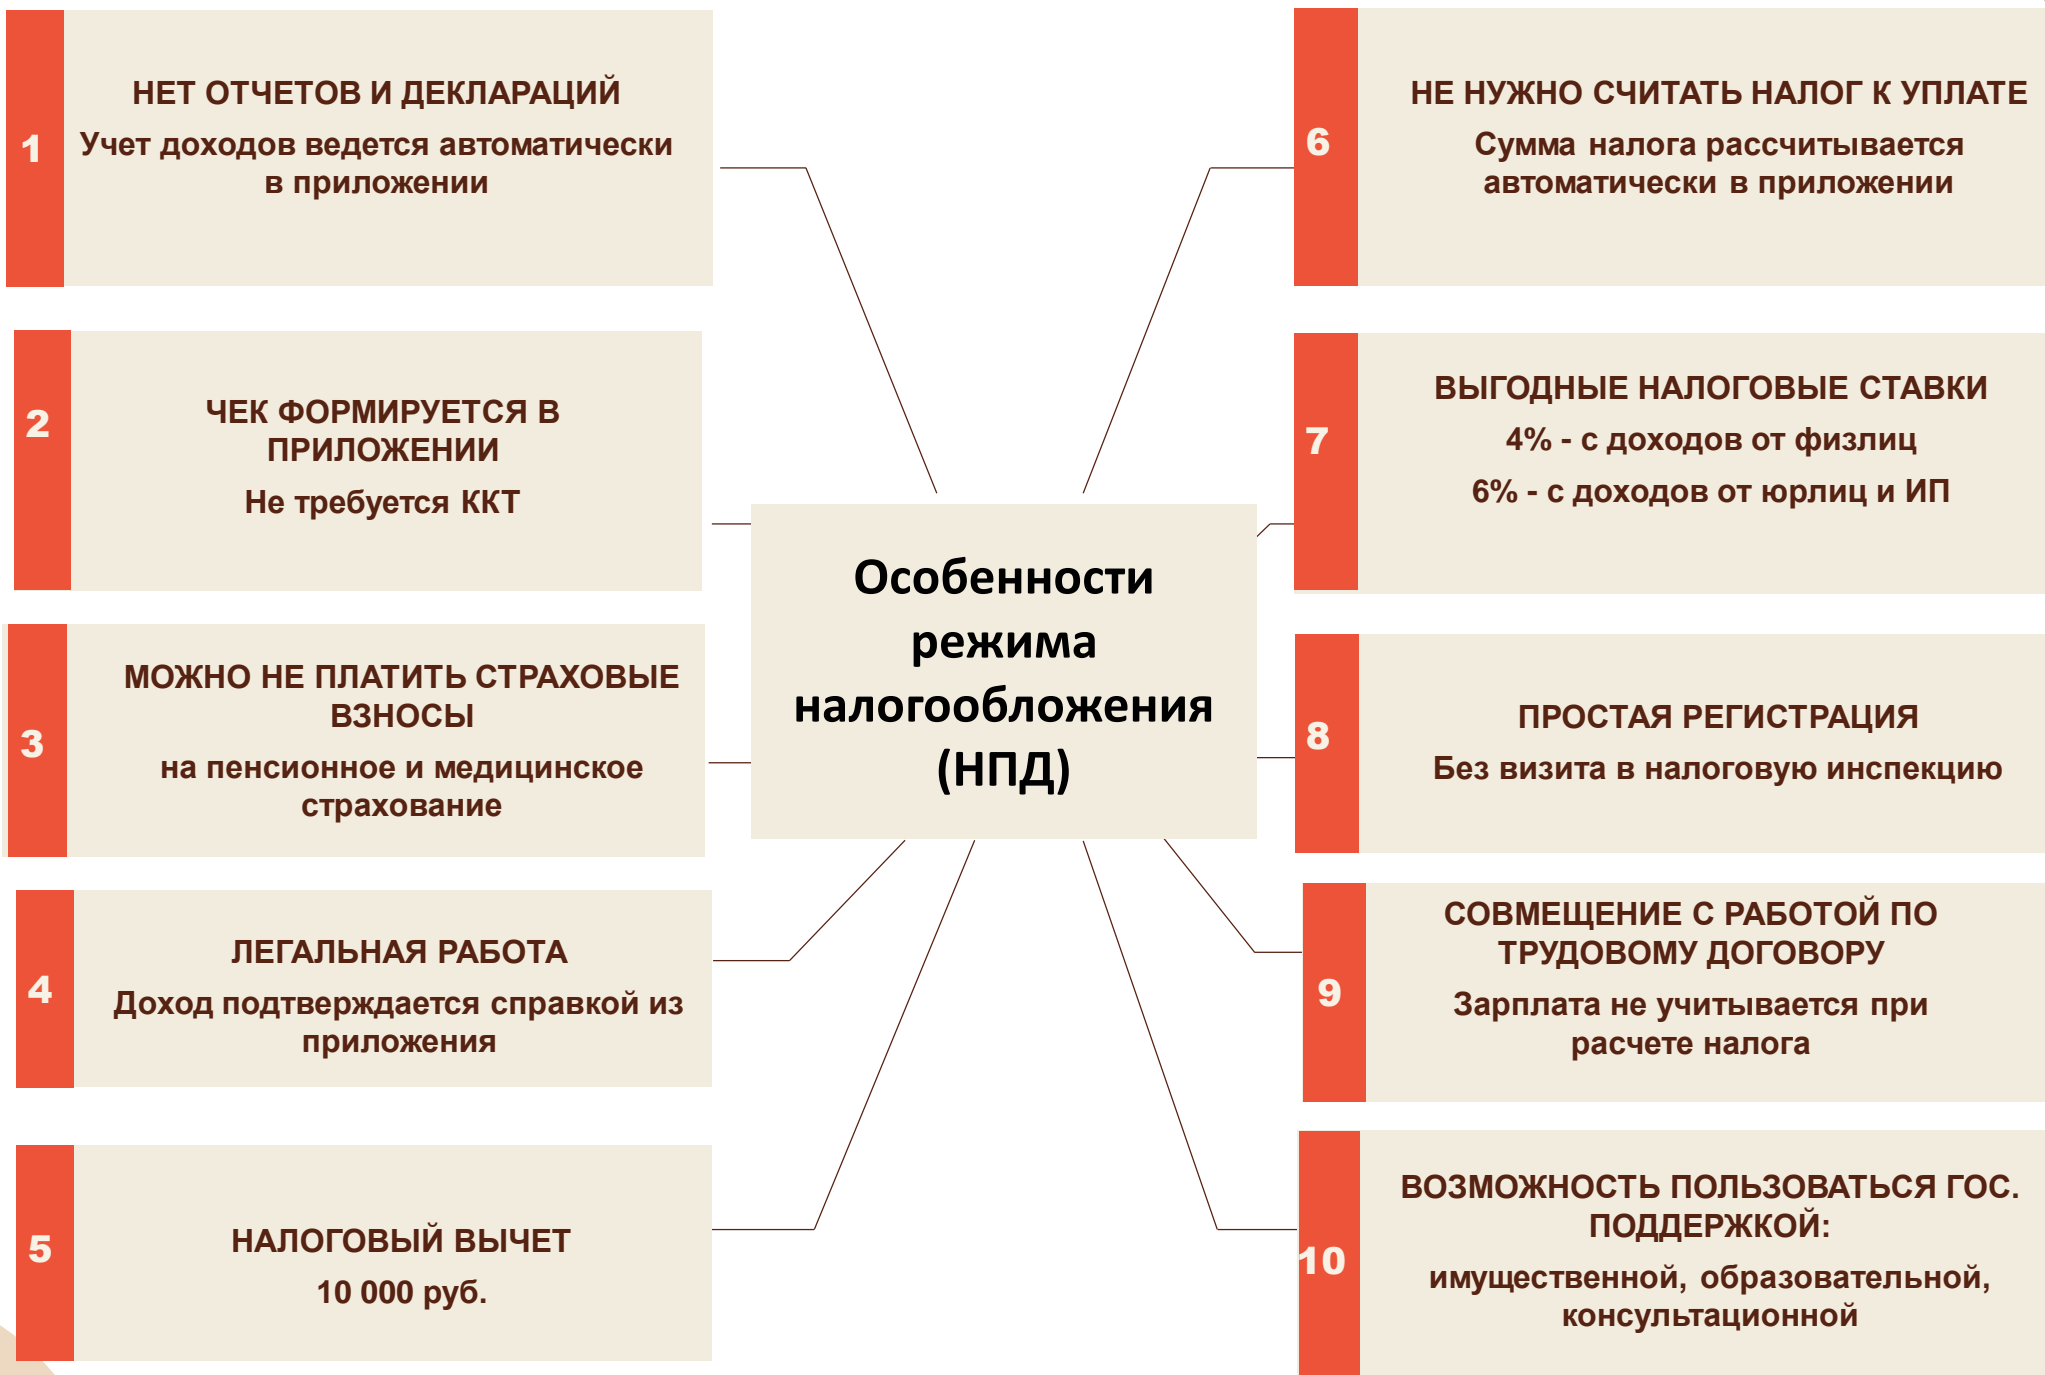 1
НЕТ ОТЧЕТОВ И ДЕКЛАРАЦИЙ
Учет доходов ведется автоматически
в приложении
2
ЧЕК ФОРМИРУЕТСЯ В
ПРИЛОЖЕНИИ
Не требуется ККТ
3
МОЖНО НЕ ПЛАТИТЬ СТРАХОВЫЕ
ВЗНОСЫ
на пенсионное и медицинское
страхование
4
ЛЕГАЛЬНАЯ РАБОТА
Доход подтверждается справкой из
приложения
5
НАЛОГОВЫЙ ВЫЧЕТ
10 000 руб.
Особенности
режима
налогообложения
(НПД)
6
НЕ НУЖНО СЧИТАТЬ НАЛОГ К УПЛАТЕ
Сумма налога рассчитывается
автоматически в приложении
7
ВЫГОДНЫЕ НАЛОГОВЫЕ СТАВКИ
4% - с доходов от физлиц
6% - с доходов от юрлиц и ИП
8
ПРОСТАЯ РЕГИСТРАЦИЯ
Без визита в налоговую инспекцию
9
СОВМЕЩЕНИЕ С РАБОТОЙ ПО
ТРУДОВОМУ ДОГОВОРУ
Зарплата не учитывается при
расчете налога
10
ВОЗМОЖНОСТЬ ПОЛЬЗОВАТЬСЯ ГОС.
ПОДДЕРЖКОЙ:
имущественной, образовательной,
консультационной